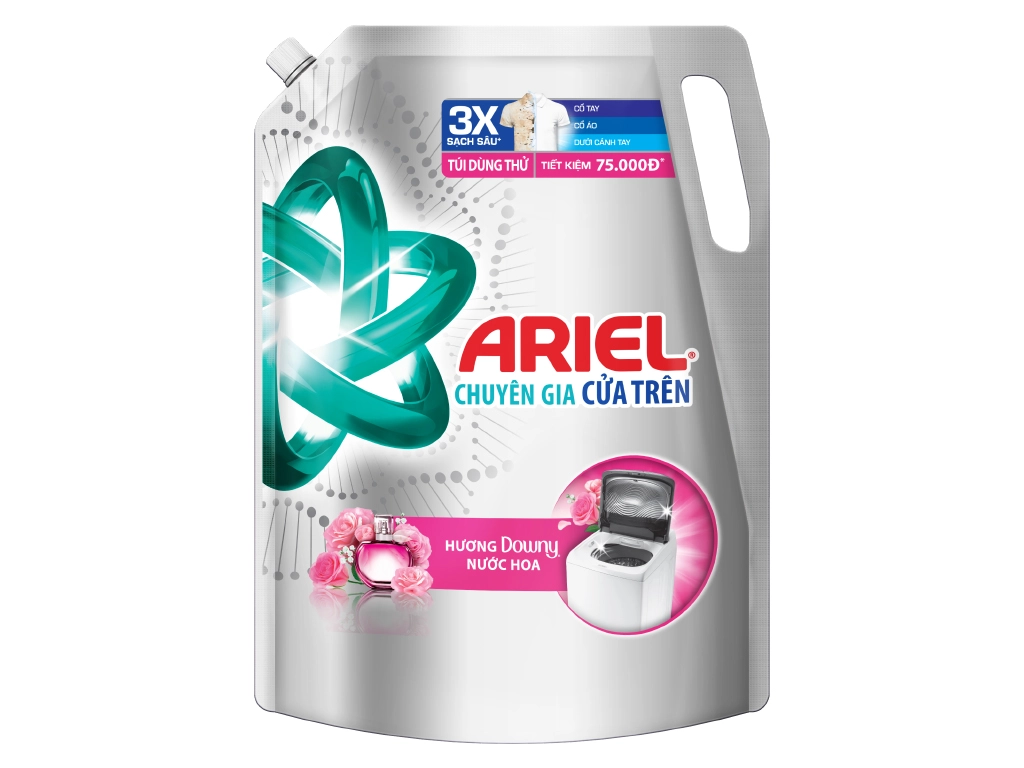 3X
SẠCH SÂU+
CỔ TAY
CỔ ÁO
DƯỚI CÁNH TAY
TÚI DÙNG THỬ TIẾT KIỆM 75.000Đ*
ARIEL®
CHUYÊN GIA CỬA TRÊN
HƯƠNG Downy
NƯỚC HOA